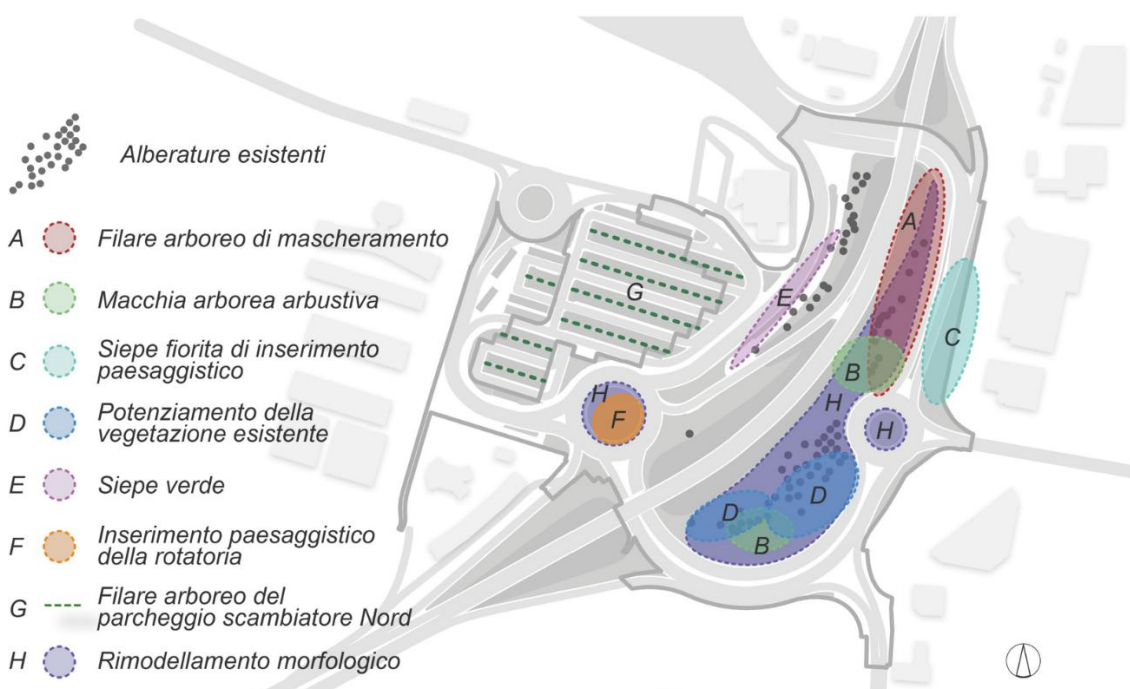 Alberature esistenti
A Filare arboreo di mascheramento
B Macchia arborea arbustiva
C Siepe fiorita di inserimento
paesaggistico
D Potenziamento della
vegetazione esistente
E Siepe verde
F Inserimento paesaggistico
della rotatoria
G Filare arboreo del
parcheggio scambiatore Nord
H Rimodellamento morfologico
A
G
E
C
B
H
H
F
H
D
D
B